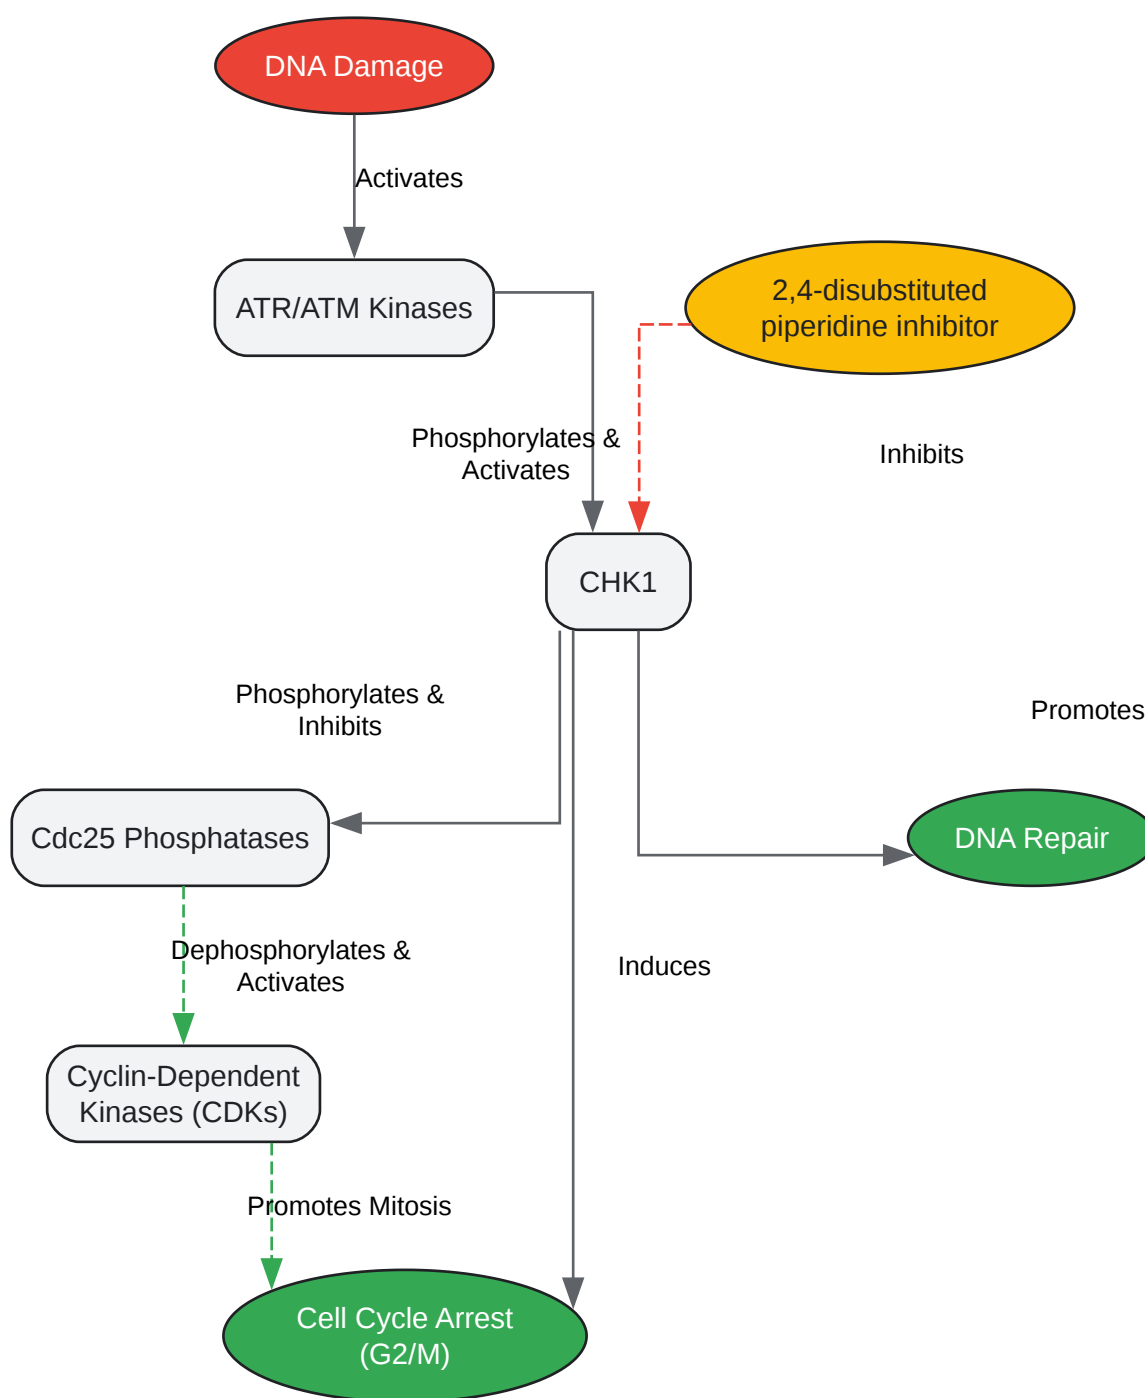 DNA Damage
Activates
ATR/ATM Kinases
2,4-disubstituted
piperidine inhibitor
Phosphorylates &
Activates
Inhibits
CHK1
Phosphorylates &
Inhibits
Promotes
Cdc25 Phosphatases
DNA Repair
Dephosphorylates &
Activates
Induces
Cyclin-Dependent
Kinases (CDKs)
Promotes Mitosis
Cell Cycle Arrest
(G2/M)